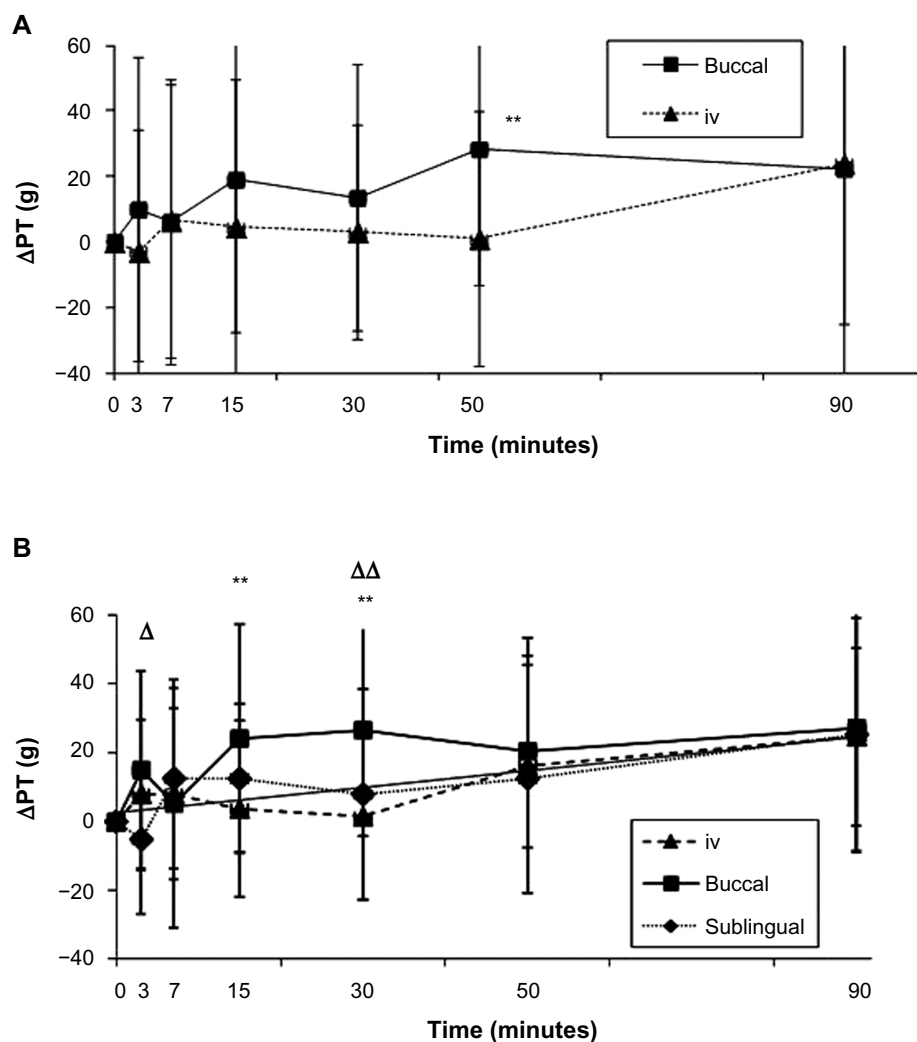 A
60
40
20
0
−20
−40
ΔPT (g)
Buccal
iv
**
0 3 7 15 30 50 90
Time (minutes)
B
60
40
20
0
−20
−40
ΔPT (g)
Δ
**
ΔΔ
**
iv
Buccal
Sublingual
0 3 7 15 30 50 90
Time (minutes)